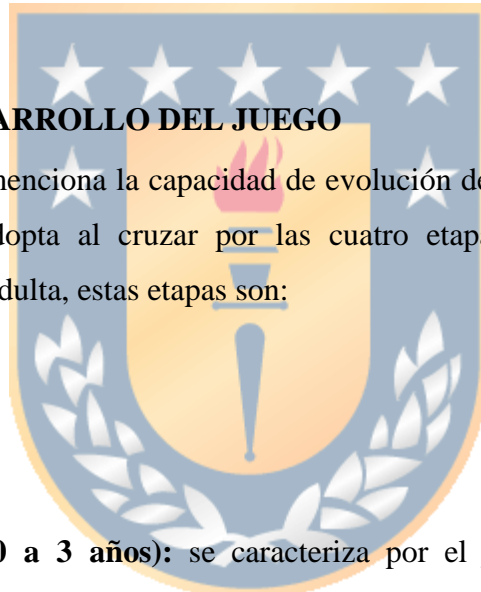 ARROLLO DEL JUEGO
menciona la capacidad de evolución de
dopta al cruzar por las cuatro etapa
dulta, estas etapas son:
0 a 3 años): se caracteriza por el